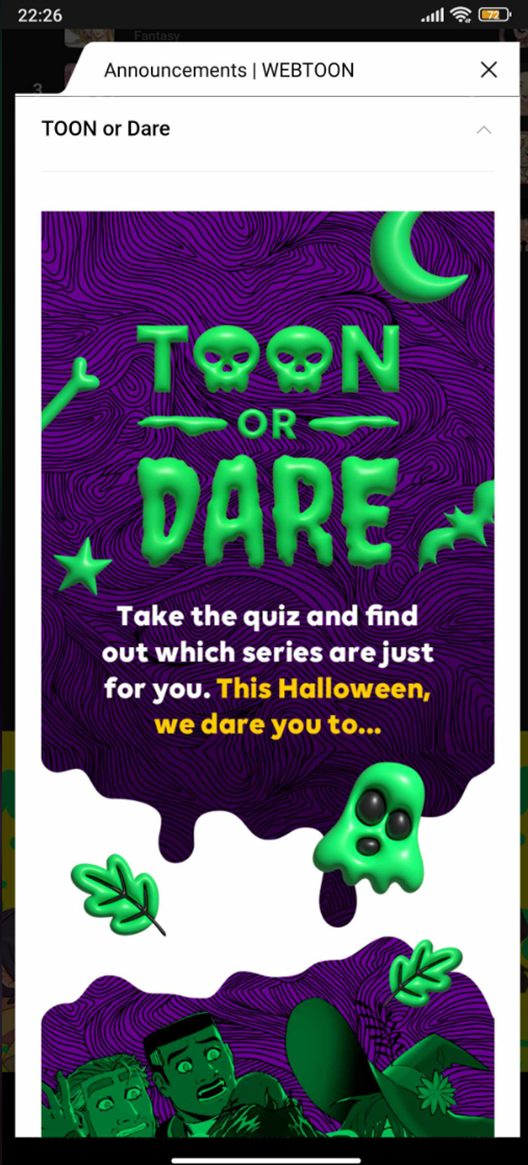 22:26
72
Fantasy
3
Announcements | WEBTOON
TOON or Dare
TOON
OR
DARE
Take the quiz and find
out which series are just
for you. This Halloween,
we dare you to...